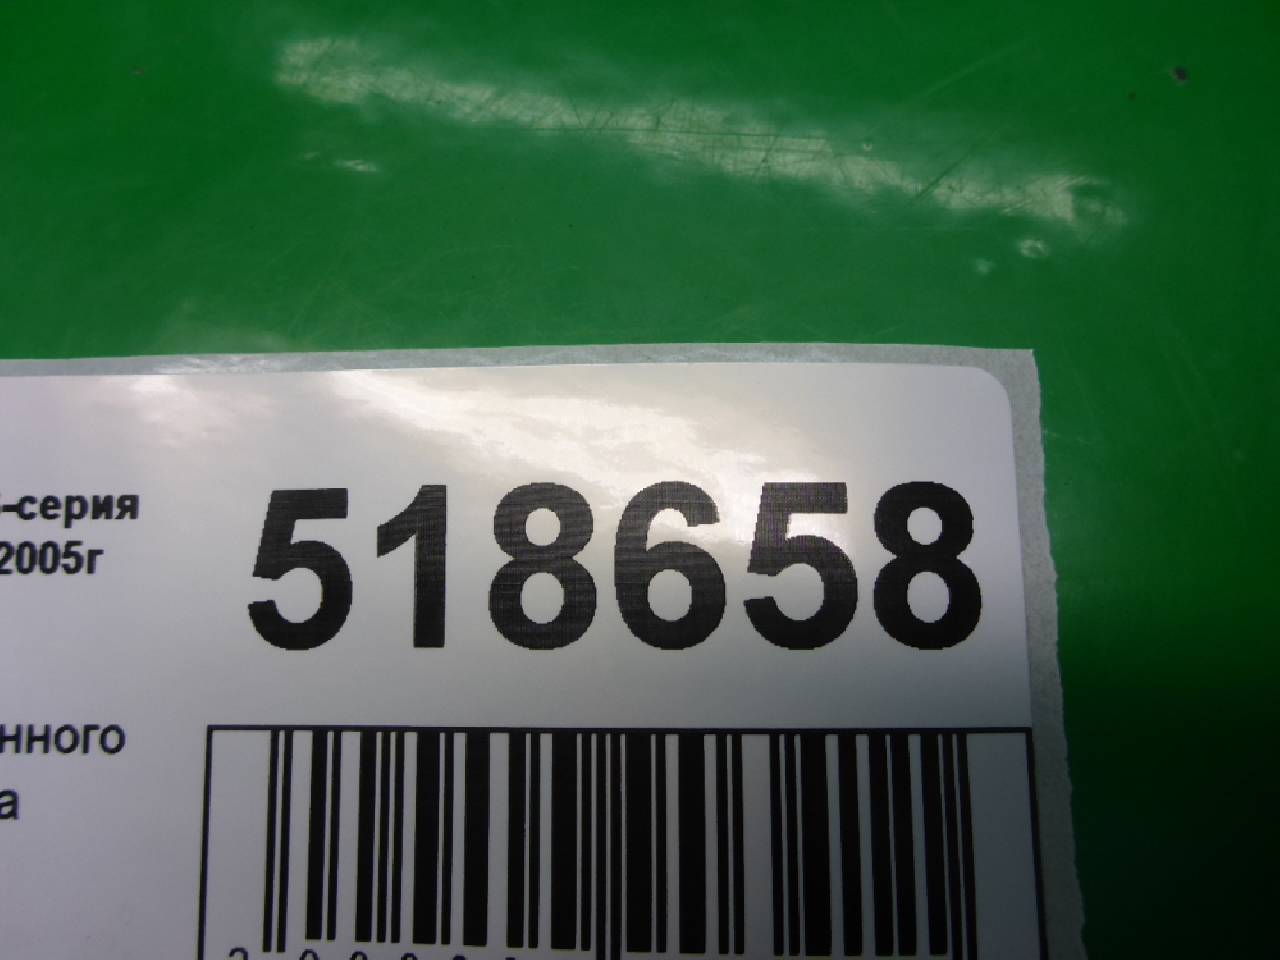 -серия
2005г
518658
нного
а